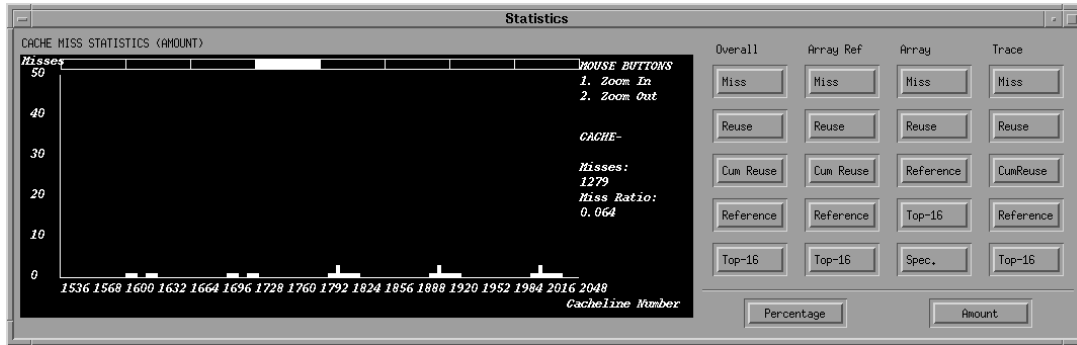 Statistics
CACHE MISS STATISTICS (AMOUNT)
Misses
50
40
30
20
10
0
1536 1568 1600 1632 1664 1696 1728 1760 1792 1824 1856 1888 1920 1952 1984 2016 2048
Cacheline Number
MOUSE BUTTONS
1. Zoom In
2. Zoom Out
CACHE-
Misses:
1279
Miss Ratio:
0.064
Overall Array Ref Array Trace
Miss Miss Miss Miss
Reuse Reuse Reuse Reuse
Cum Reuse Cum Reuse Reference CumReuse
Reference Reference Top-16 Reference
Top-16 Top-16 Spec. Top-16
Percentage Amount